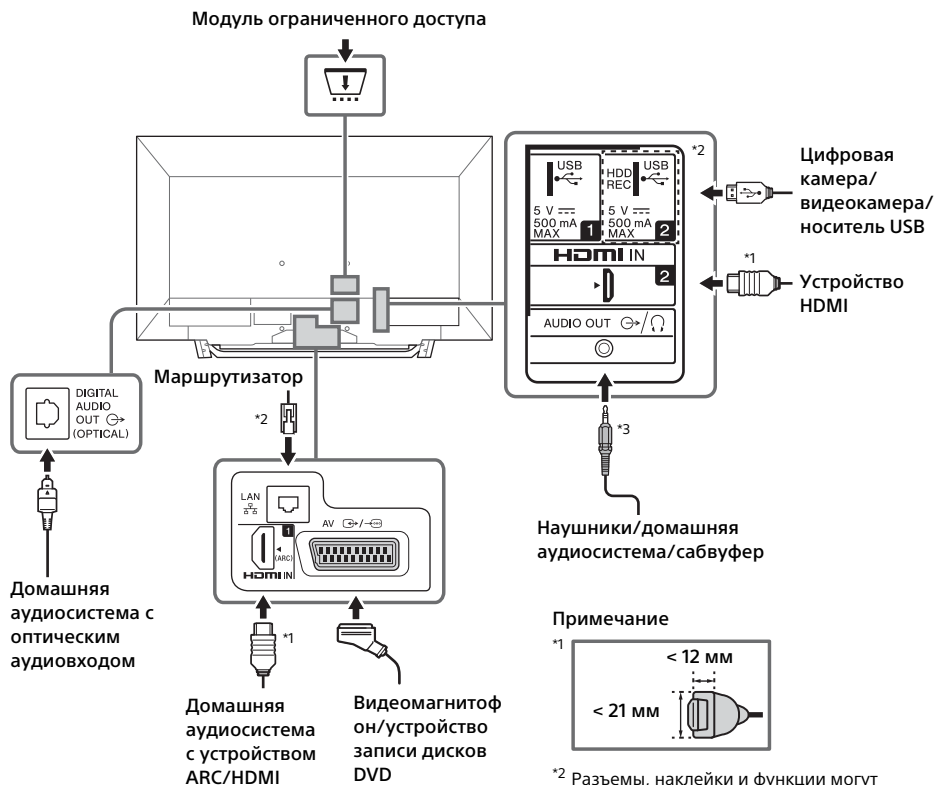 Модуль ограниченного доступа
*2
USB
HDD
REC
USB
5 V
500 mA
MAX
1
5 V
500 mA
MAX
2
HDMI IN
2
AUDIO OUT
Цифровая
камера/
видеокамера/
носитель USB
*1
Устройство
HDMI
DIGITAL
AUDIO
OUT
(OPTICAL)
Маршрутизатор
*2
*3
LAN
1
(ARC)
HDMI IN
AV
Наушники/домашняя
аудиосистема/сабвуфер
Домашняя
аудиосистема с
оптическим
аудиовходом
*1
Домашняя
аудиосистема
с устройством
ARC/HDMI
Видеомагнитоф
он/устройство
записи дисков
DVD
Примечание
*1
< 12 мм
< 21 мм
*2 Разъемы, наклейки и функции могут